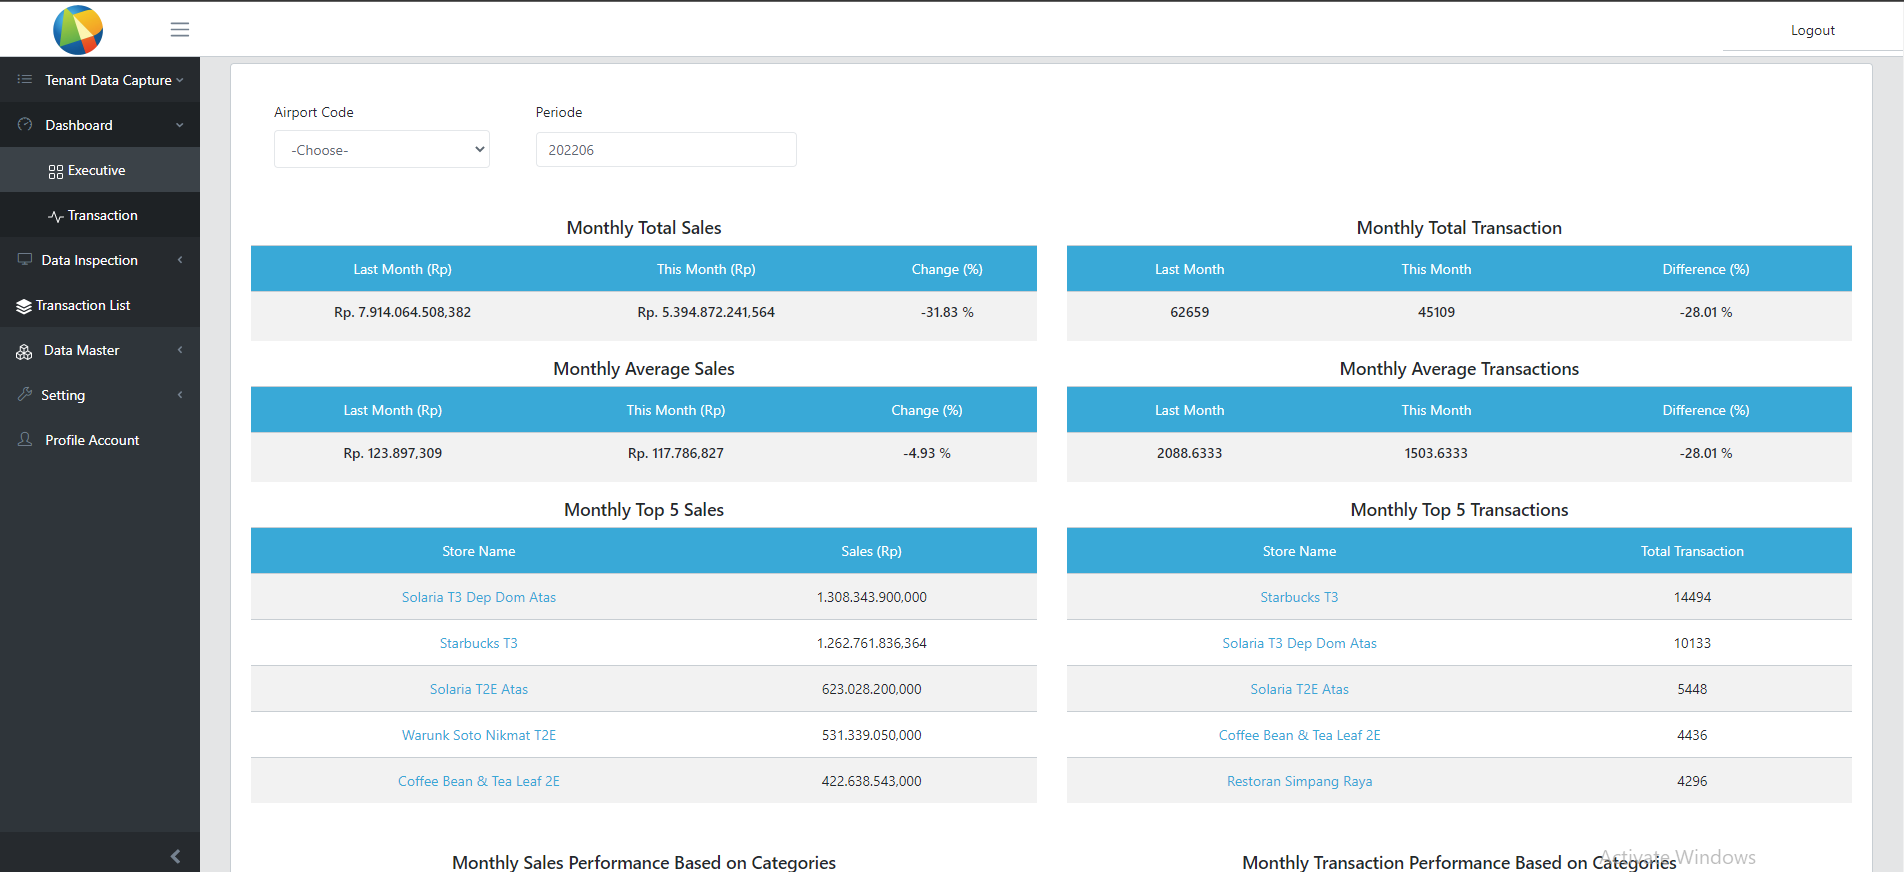 Logout
Tenant Data Capture
Dashboard
Executive
Transaction
Data Inspection
Transaction List
Data Master
Setting
Profile Account
Airport Code
Periode
-Choose-
202206
Monthly Total Sales
Last Month (Rp) This Month (Rp) Change (%)
Rp. 7.914.064.508,382 Rp. 5.394.872.241,564 -31.83 %
Monthly Total Transaction
Last Month This Month Difference (%)
62659 45109 -28.01 %
Monthly Average Sales
Last Month (Rp) This Month (Rp) Change (%)
Rp. 123.897,309 Rp. 117.786,827 -4.93 %
Monthly Average Transactions
Last Month This Month Difference (%)
2088.6333 1503.6333 -28.01 %
Monthly Top 5 Sales
Store Name Sales (Rp)
Solaria T3 Dep Dom Atas 1.308.343.900,000
Starbucks T3 1.262.761.836,364
Solaria T2E Atas 623.028.200,000
Warunk Soto Nikmat T2E 531.339.050,000
Coffee Bean & Tea Leaf 2E 422.638.543,000
Monthly Top 5 Transactions
Store Name Total Transaction
Starbucks T3 14494
Solaria T3 Dep Dom Atas 10133
Solaria T2E Atas 5448
Coffee Bean & Tea Leaf 2E 4436
Restoran Simpang Raya 4296
Monthly Sales Performance Based on Categories
Monthly Transaction Performance Based on Categories
Activate Windows